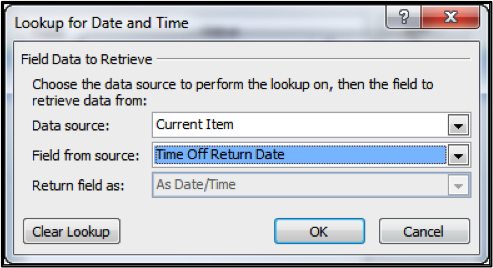 Lookup for Date and Time
Field Data to Retrieve
Choose the data source to perform the lookup on, then the field to
retrieve data from:
Data source: Current Item
Field from source: Time Off Return Date
Return field as: As Date/Time
Clear Lookup OK Cancel